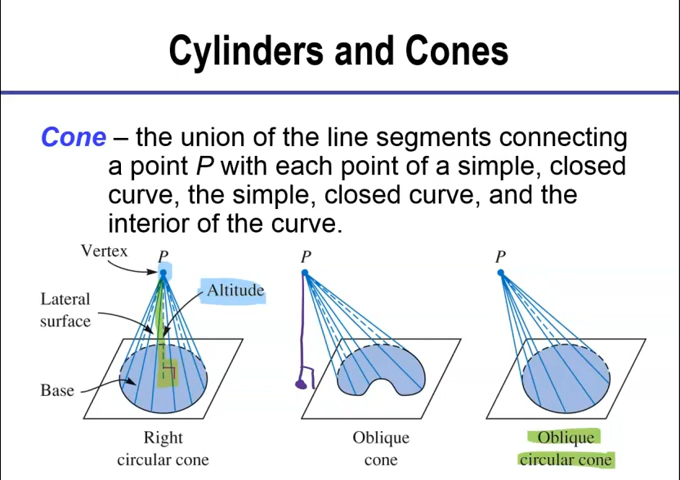 Cylinders and Cones
Cone – the union of the line segments connecting
a point P with each point of a simple, closed
curve, the simple, closed curve, and the
interior of the curve.
Vertex
P
Altitude
Lateral
surface
Base
Right
circular cone
P
Oblique
cone
P
Oblique
circular cone